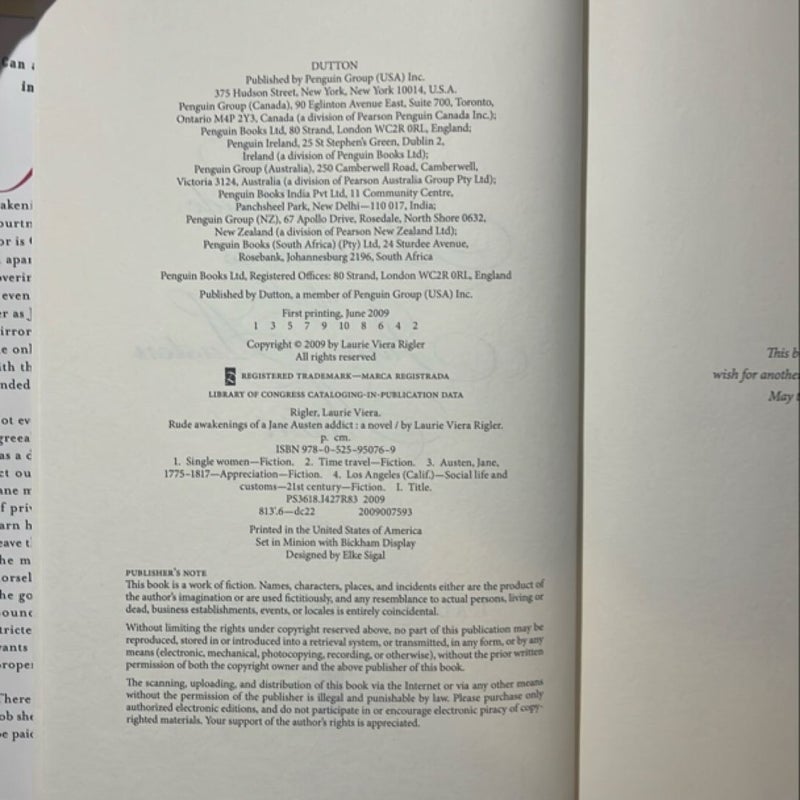 DUTTON
Published by Penguin Group (USA) Inc.
375 Hudson Street, New York, New York 10014, U.S.A.
Penguin Group (Canada), 90 Eglinton Avenue East, Suite 700, Toronto,
Ontario M4P 2Y3, Canada (a division of Pearson Penguin Canada Inc.);
Penguin Books Ltd, 80 Strand, London WC2R 0RL, England;
Penguin Ireland, 25 St Stephen's Green, Dublin 2,
Ireland (a division of Penguin Books Ltd);
Penguin Group (Australia), 250 Camberwell Road, Camberwell,
Victoria 3124, Australia (a division of Pearson Australia Group Pty Ltd);
Penguin Books India Pvt Ltd, 11 Community Centre,
Panchsheel Park, New Delhi—110 017, India;
Penguin Group (NZ), 67 Apollo Drive, Rosedale, North Shore 0632,
New Zealand (a division of Pearson New Zealand Ltd);
Penguin Books (South Africa) (Pty) Ltd, 24 Sturdee Avenue,
Rosebank, Johannesburg 2196, South Africa
Penguin Books Ltd, Registered Offices: 80 Strand, London WC2R 0RL, England
Published by Dutton, a member of Penguin Group (USA) Inc.
First printing, June 2009
1 3 5 7 9 10 8 6 4 2
Copyright © 2009 by Laurie Viera Rigler
All rights reserved
REGISTERED TRADEMARK—MARCA REGISTRADA
LIBRARY OF CONGRESS CATALOGING-IN-PUBLICATION DATA
Rigler, Laurie Viera.
Rude awakenings of a Jane Austen addict : a novel / by Laurie Viera Rigler.
p. cm.
ISBN 978-0-525-95076-9
1. Single women—Fiction. 2. Time travel—Fiction. 3. Austen, Jane,
1775-1817—Appreciation—Fiction. 4. Los Angeles (Calif.)—Social life and
customs—21st century—Fiction. I. Title.
PS3618.I427R83 2009
813'.6—dc22 2009007593
Printed in the United States of America
Set in Minion with Bickham Display
Designed by Elke Sigal
PUBLISHER'S NOTE
This book is a work of fiction. Names, characters, places, and incidents either are the product of
the author's imagination or are used fictitiously, and any resemblance to actual persons, living or
dead, business establishments, events, or locales is entirely coincidental.
Without limiting the rights under copyright reserved above, no part of this publication may be
reproduced, stored in or introduced into a retrieval system, or transmitted, in any form, or by any
means (electronic, mechanical, photocopying, recording, or otherwise), without the prior written
permission of both the copyright owner and the above publisher of this book.
The scanning, uploading, and distribution of this book via the Internet or via any other means
without the permission of the publisher is illegal and punishable by law. Please purchase only
authorized electronic editions, and do not participate in or encourage electronic piracy of copy-
righted materials. Your support of the author's rights is appreciated.
This b
wish for anothe
May